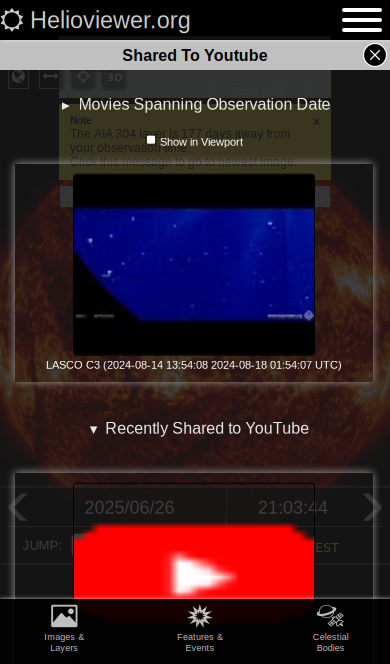 Helioviewer.org
Shared To Youtube
3D
► Movies Spanning Observation Date
Note
×
The AIA 304 layer is 177 days away from
your observation time.
Click this message to go to newest image.
Show in Viewport
LASCO C3 (2024-08-14 13:54:08 2024-08-18 01:54:07 UTC)
▼ Recently Shared to YouTube
2025/06/26
21:03:44
JUMP:
EST
Images & Layers
Features & Events
Celestial Bodies